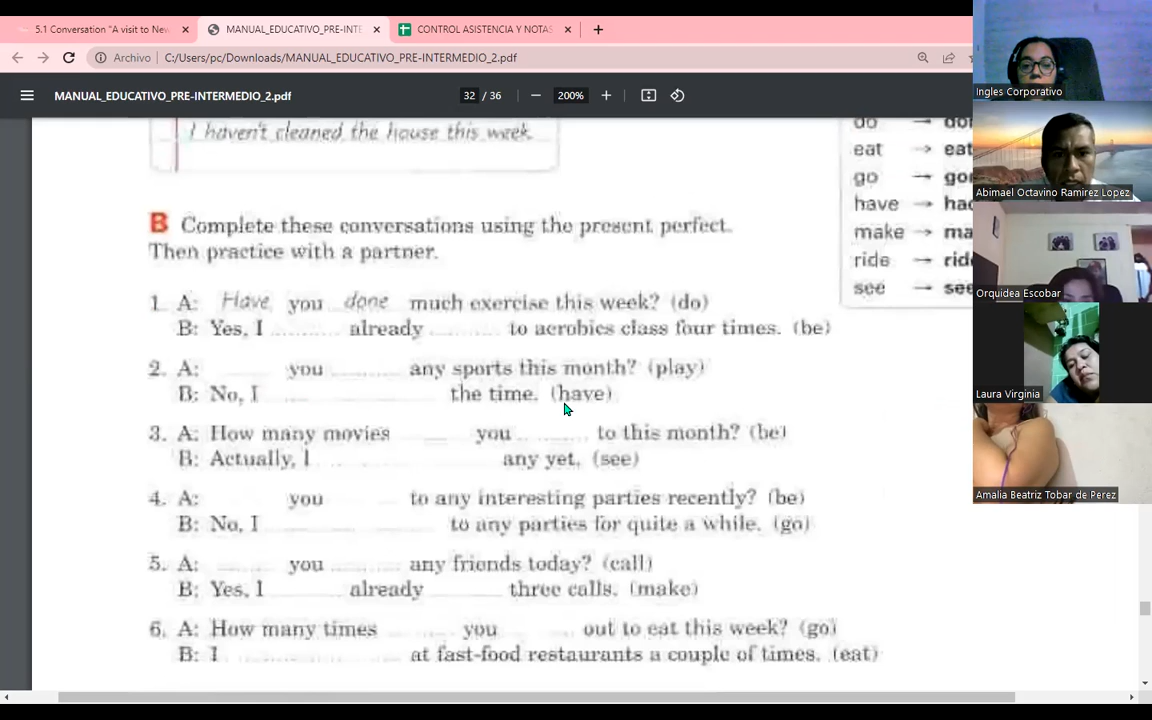 5.1 Conversation "A visit to New
MANUAL_EDUCATIVO_PRE-INTERME
CONTROL ASISTENCIA Y NOTAS
Archivo C:/Users/pc/Downloads/MANUAL_EDUCATIVO_PRE-INTERMEDIO_2.pdf
MANUAL_EDUCATIVO_PRE-INTERMEDIO_2.pdf 32 / 36 200%
I haven't cleaned the house this week.
B Complete these conversations using the present perfect.
Then practice with a partner.
1. A: Have you done much exercise this week? (do)
B: Yes, I already to aerobics class four times. (be)
2. A: you any sports this month? (play)
B: No, I the time. (have)
3. A: How many movies you to this month? (be)
B: Actually, I any yet. (see)
4. A: you to any interesting parties recently? (be)
B: No, I to any parties for quite a while. (go)
5. A: you any friends today? (call)
B: Yes, I already three calls. (make)
6. A: How many times you out to eat this week? (go)
B: I at fast-food restaurants a couple of times. (eat)
do →
eat → eat
go →
have →
make → ma
ride → rid
see → see
Ingles Corporativo
Abimael Octavino Ramirez Lopez
Orquidea Escobar
Laura Virginia
Amalia Beatriz Tobar de Perez